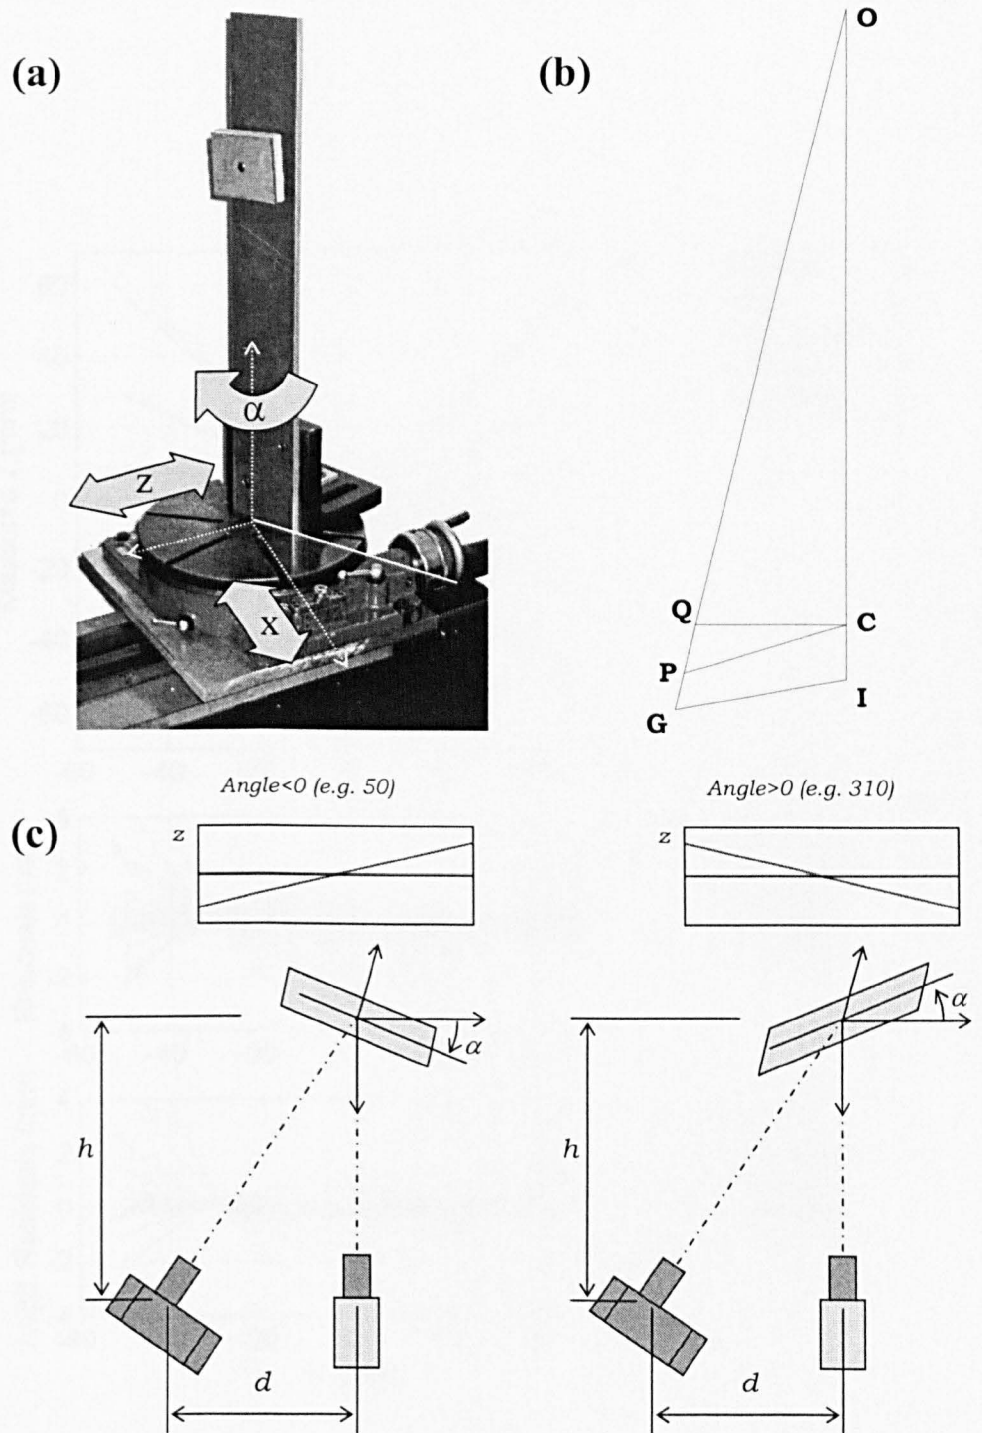 (a)
α
z
x
(b)
O
Q
C
P
I
G
Angle<0 (e.g. 50)
Angle>0 (e.g. 310)
(c)
z
z
α
α
h
h
d
d